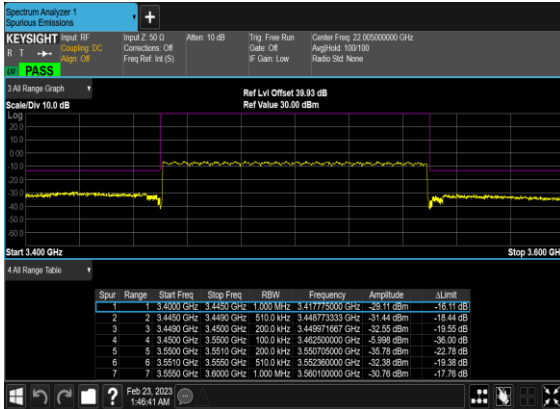 Spectrum Analyzer 1
Spurious Emissions
+
KEYSIGHT Input: RF Input Z: 50 Ω Atten: 10 dB Trig: Free Run Center Freq: 22.005000000 GHz
R T Coupling: DC Corrections: Off Gate: Off Avg|Hold: 100/100
Align: Off Freq Ref: Int (S) IF Gain: Low Radio Std: None
PASS
3 All Range Graph
Ref Lvl Offset 39.93 dB
Scale/Div 10.0 dB Ref Value 30.00 dBm
Log
20.0
10.0
0.00
-10.0
-20.0
-30.0
-40.0
-50.0
-60.0
Start 3.400 GHz Stop 3.600 GH
4 All Range Table
Spur Range Start Freq Stop Freq RBW Frequency Amplitude ΔLimit
1 1 3.4000 GHz 3.4450 GHz 1.000 MHz 3.417775000 GHz -29.11 dBm -16.11 dB
2 2 3.4450 GHz 3.4490 GHz 510.0 kHz 3.448773333 GHz -31.44 dBm -18.44 dB
3 3 3.4490 GHz 3.4500 GHz 200.0 kHz 3.449971667 GHz -32.55 dBm -19.55 dB
4 4 3.4500 GHz 3.5500 GHz 100.0 kHz 3.462500000 GHz -5.998 dBm -36.00 dB
5 5 3.5500 GHz 3.5510 GHz 200.0 kHz 3.550705000 GHz -35.78 dBm -22.78 dB
6 6 3.5510 GHz 3.5550 GHz 510.0 kHz 3.552360000 GHz -32.38 dBm -19.38 dB
7 7 3.5550 GHz 3.6000 GHz 1.000 MHz 3.560100000 GHz -30.76 dBm -17.76 dB
? Feb 23, 2023
1:46:41 AM